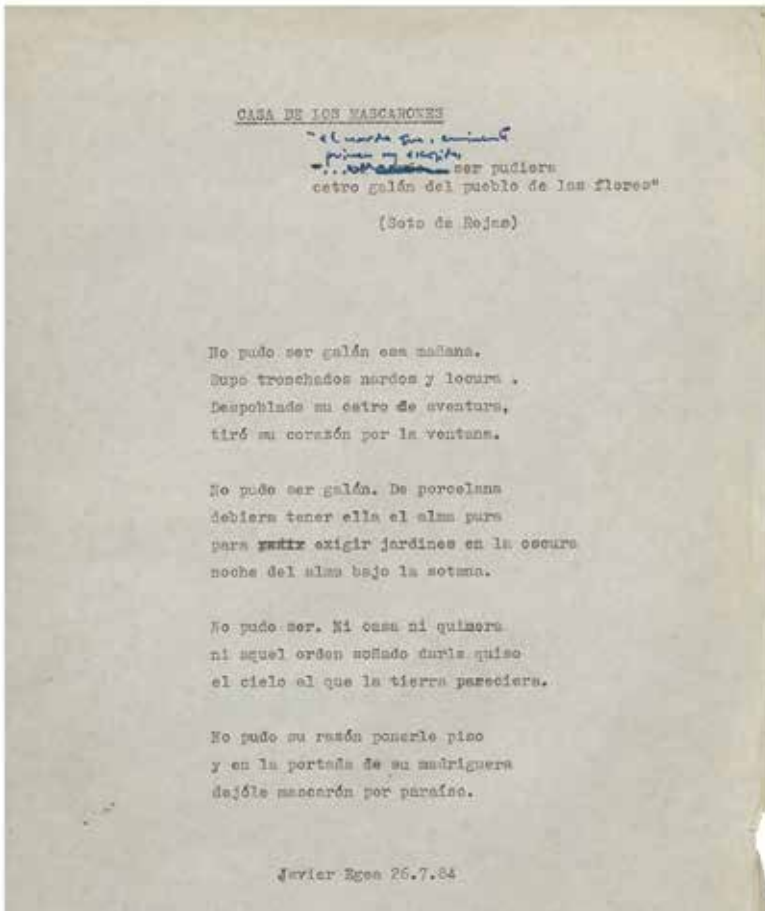 CASA DE LOS MASCARONES
"el nardo que, eminente
primer
"... ser pudiera
cetro galán del pueblo de las flores"
(Soto de Rojas)
No pudo ser galán esa mañana.
Supo tronchados nardos y locura .
Despoblado su cetro de aventura,
tiró su corazón por la ventana.
No pudo ser galán. De porcelana
debiera tener ella el alma pura
para pedir exigir jardines en la oscura
noche del alma bajo la sotana.
No pudo ser. Ni casa ni quimera
ni aquel orden soñado darle quiso
el cielo al que la tierra pareciera.
No pudo su razón ponerle piso
y en la portada de su madriguera
dejóle mascarón por paraíso.
Javier Egea 26.7.84